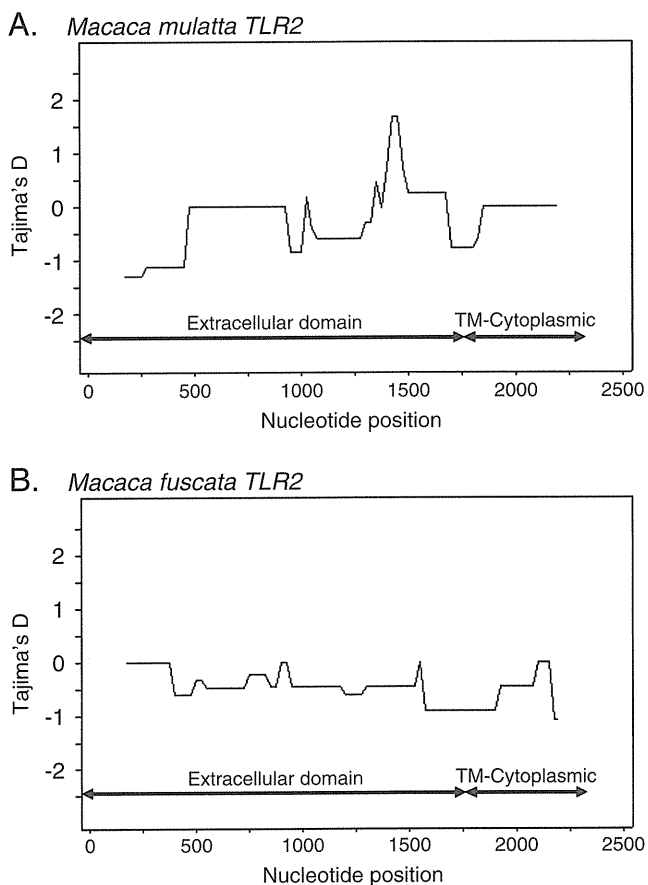 A. Macaca mulatta TLR2
2
1
0
-1
-2
Tajima's D
Extracellular domain
TM-Cytoplasmic
0 500 1000 1500 2000 2500
Nucleotide position
B. Macaca fuscata TLR2
2
1
0
-1
-2
Tajima's D
Extracellular domain
TM-Cytoplasmic
0 500 1000 1500 2000 2500
Nucleotide position